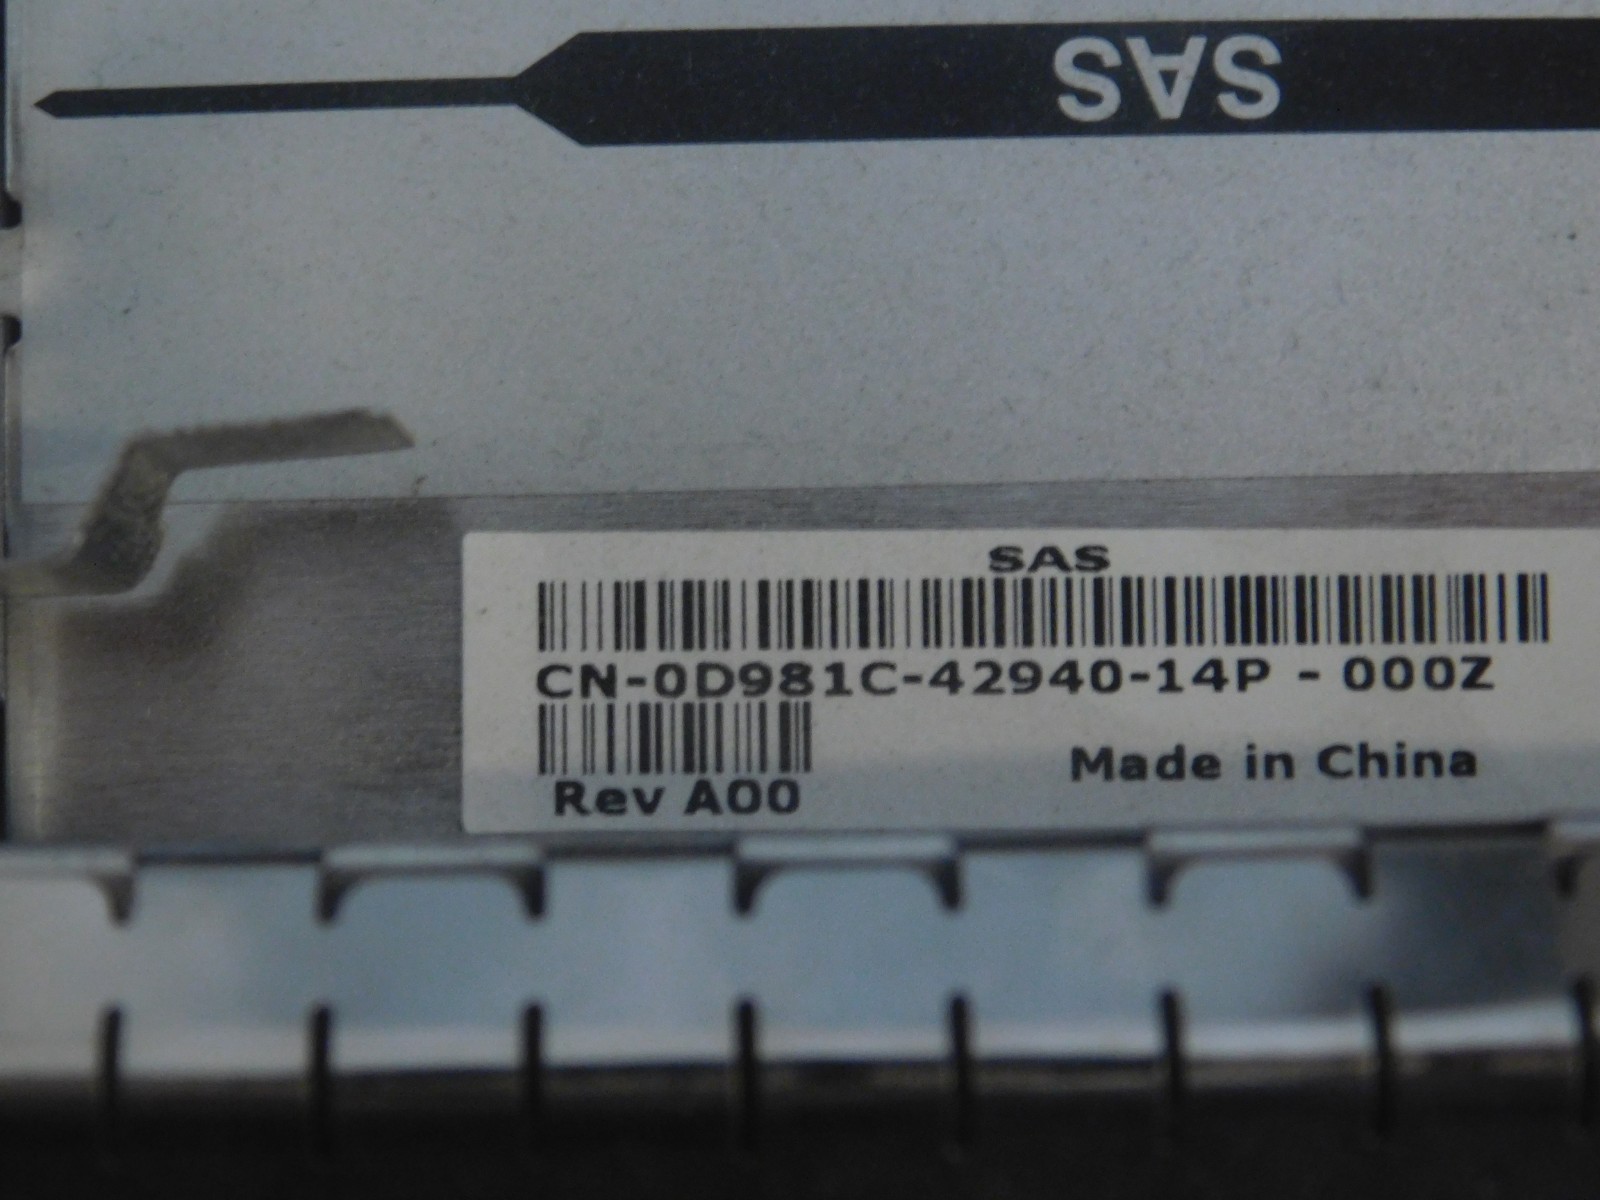 SAS
SAS
CN-0D981C-42940-14P - 000Z
Rev A00
Made in China